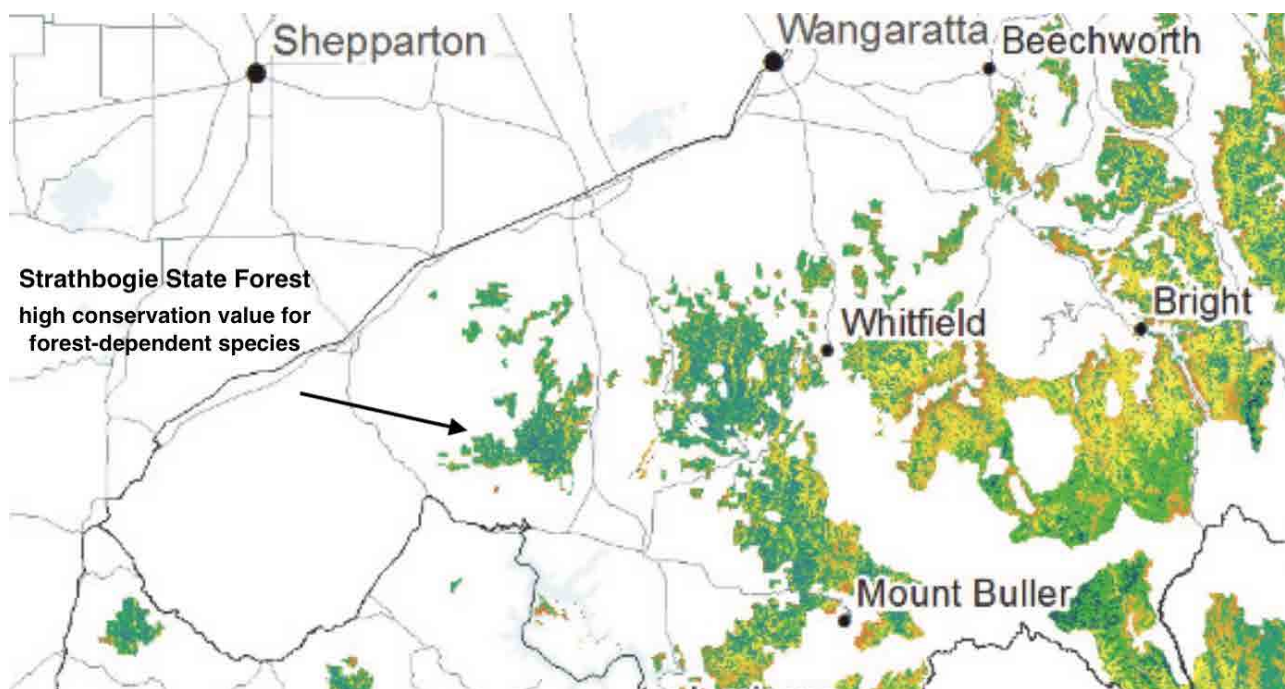 Shepparton
Wangaratta
Beechworth
Strathbogie State Forest
high conservation value for
forest-dependent species
Bright
Whitfield
Mount Buller